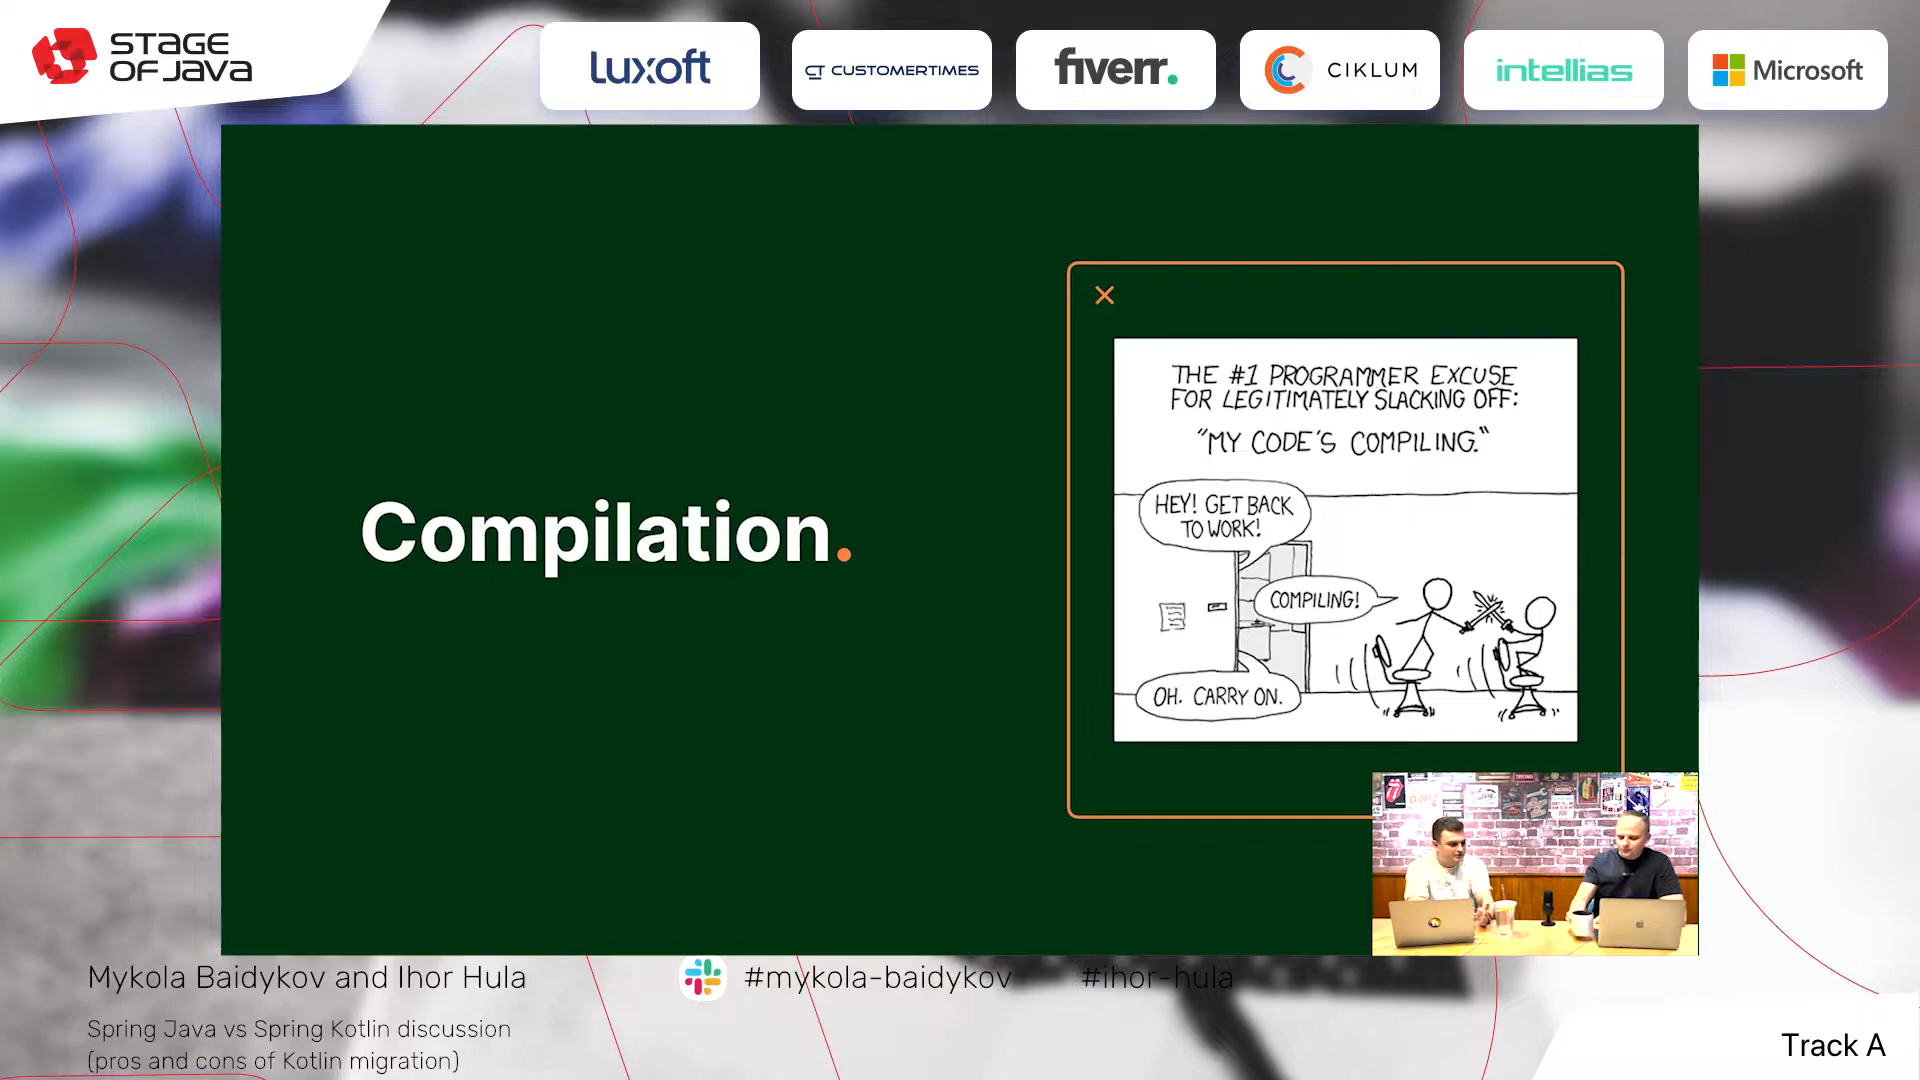 STAGE
OF JAVA
luxoft
CT CUSTOMERTIMES
fiverr.
CIKLUM
intellias
Microsoft
Compilation.
THE #1 PROGRAMMER EXCUSE
FOR LEGITIMATELY SLACKING OFF:
"MY CODE'S COMPILING."
HEY! GET BACK
TO WORK!
COMPILING!
OH. CARRY ON.
Mykola Baidykov and Ihor Hula
#mykola-baidykov
#ihor-hula
Spring Java vs Spring Kotlin discussion
(pros and cons of Kotlin migration)
Track A